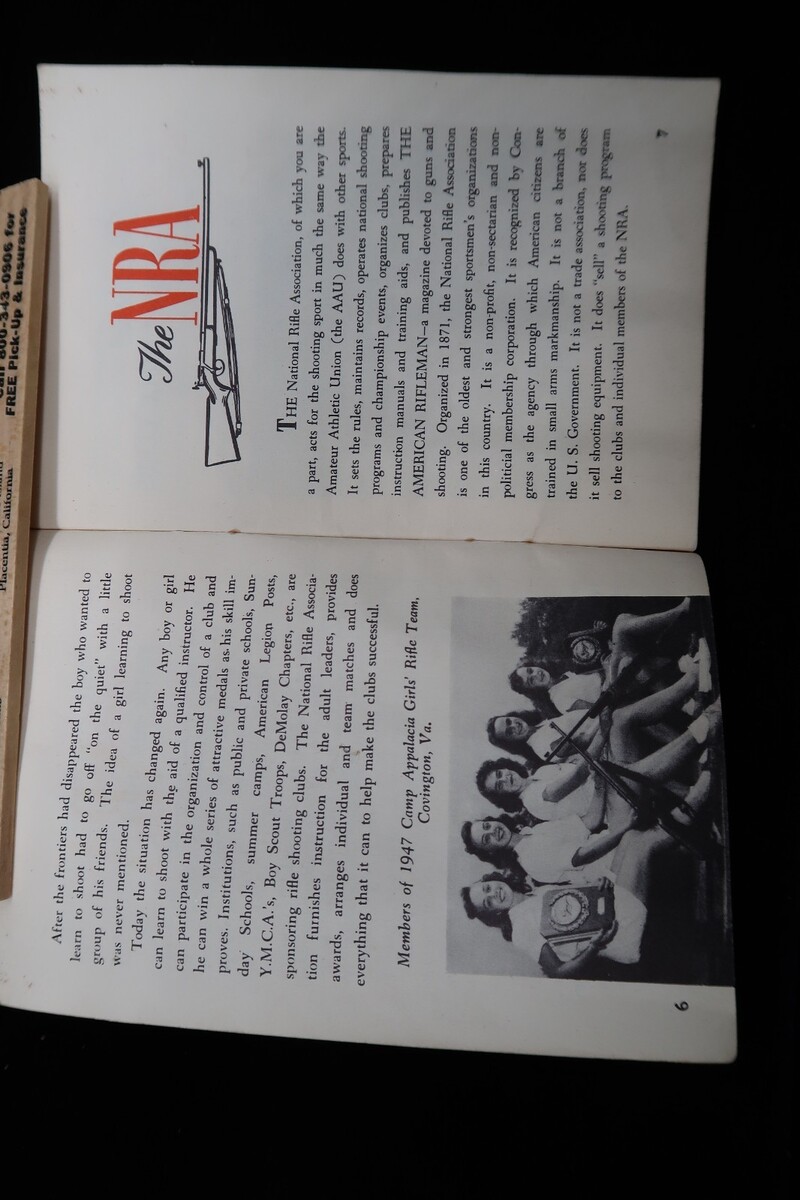 After the frontiers had disappeared the boy who wanted to
learn to shoot had to go off "on the quiet" with a little
group of his friends. The idea of a girl learning to shoot
was never mentioned.
Today the situation has changed again. Any boy or girl
can learn to shoot with the aid of a qualified instructor. He
can participate in the organization and control of a club and
he can win a whole series of attractive medals as his skill im-
proves. Institutions, such as public and private schools, Sun-
day Schools, summer camps, American Legion Posts,
Y.M.C.A.'s, Boy Scout Troops, DeMolay Chapters, etc., are
sponsoring rifle shooting clubs. The National Rifle Associa-
tion furnishes instruction for the adult leaders, provides
awards, arranges individual and team matches and does
everything that it can to help make the clubs successful.
Members of 1947 Camp Appalacia Girls' Rifle Team,
Covington, Va.
6
The NRA
THE National Rifle Association, of which you are
a part, acts for the shooting sport in much the same way the
Amateur Athletic Union (the AAU) does with other sports.
It sets the rules, maintains records, operates national shooting
programs and championship events, organizes clubs, prepares
instruction manuals and training aids, and publishes THE
AMERICAN RIFLEMAN—a magazine devoted to guns and
shooting. Organized in 1871, the National Rifle Association
is one of the oldest and strongest sportsmen's organizations
in this country. It is a non-profit, non-sectarian and non-
politicial membership corporation. It is recognized by Con-
gress as the agency through which American citizens are
trained in small arms markmanship. It is not a branch of
the U. S. Government. It is not a trade association, nor does
it sell shooting equipment. It does "sell" a shooting program
to the clubs and individual members of the NRA.
800-343-0906 for
FREE Pick-Up & Insurance
Placentia, California